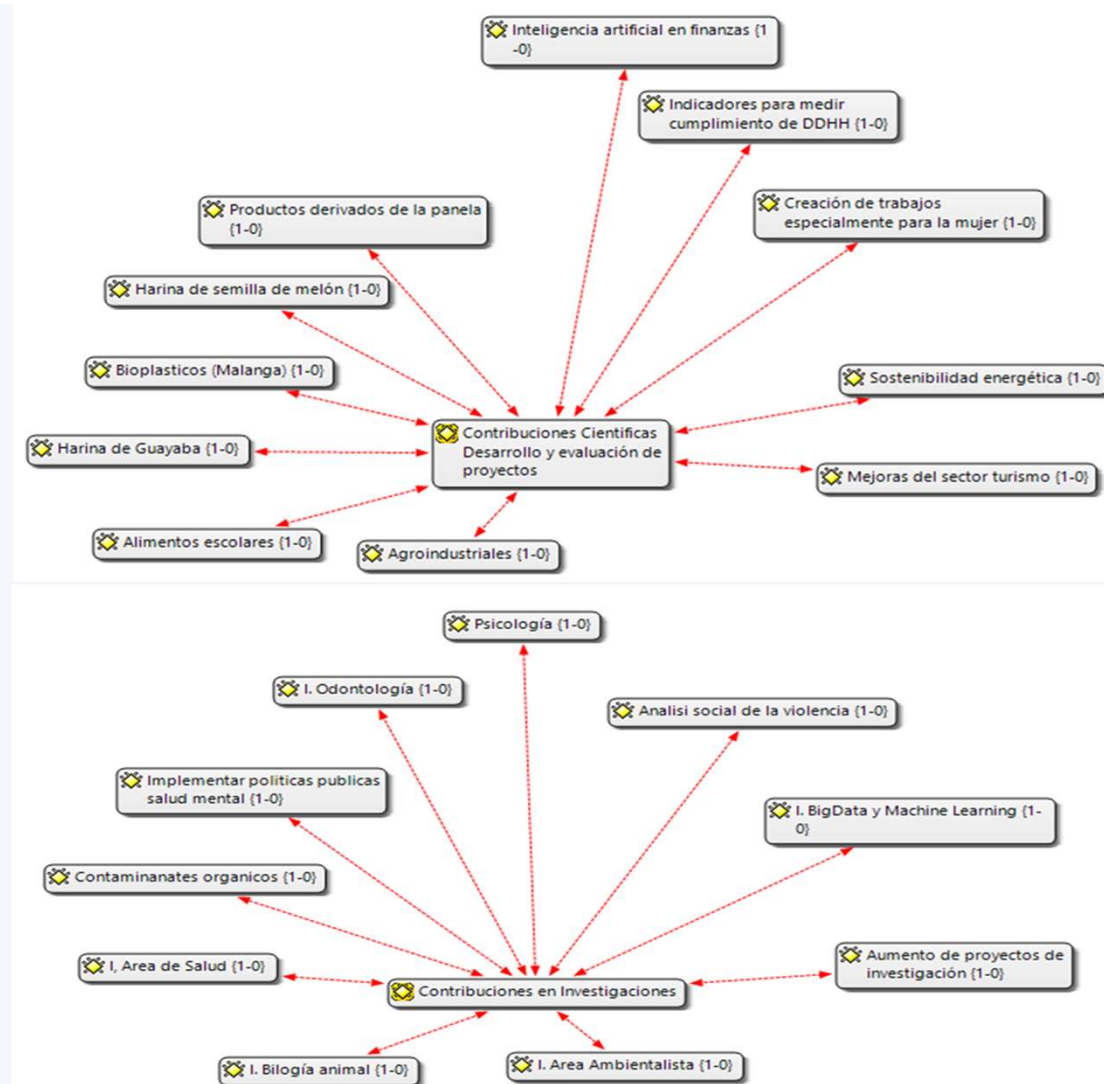 Inteligencia artificial en finanzas {1
-0}
Indicadores para medir
cumplimiento de DDHH {1-0}
Productos derivados de la panela
{1-0}
Creación de trabajos
especialmente para la mujer {1-0}
Harina de semilla de melón {1-0}
Bioplasticos (Malanga) {1-0}
Sostenibilidad energética {1-0}
Contribuciones Cientificas
Desarrollo y evaluación de
proyectos
Harina de Guayaba {1-0}
Mejoras del sector turismo {1-0}
Alimentos escolares {1-0}
Agroindustriales {1-0}
Psicología {1-0}
I. Odontología {1-0}
Analisi social de la violencia {1-0}
Implementar politicas publicas
salud mental {1-0}
I. BigData y Machine Learning {1-
0}
Contaminanates organicos {1-0}
Aumento de proyectos de
investigación {1-0}
I, Area de Salud {1-0}
Contribuciones en Investigaciones
I. Bilogía animal {1-0}
I. Area Ambientalista {1-0}